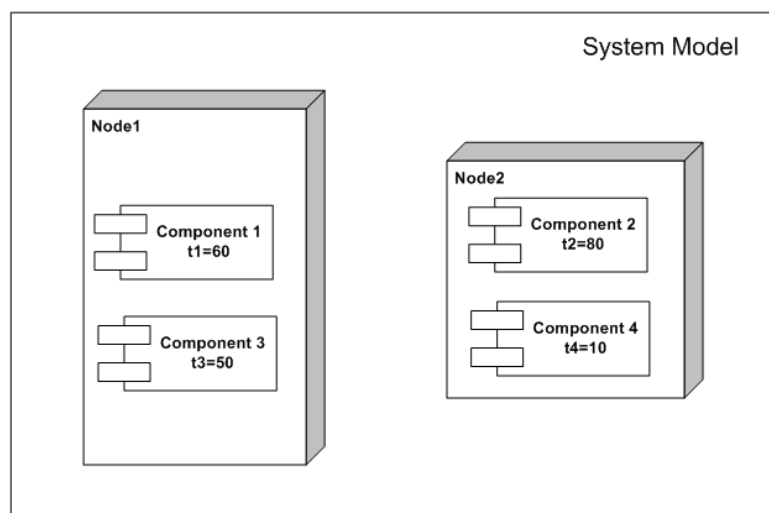 System Model
Node1
Component 1
t1=60
Component 3
t3=50
Node2
Component 2
t2=80
Component 4
t4=10